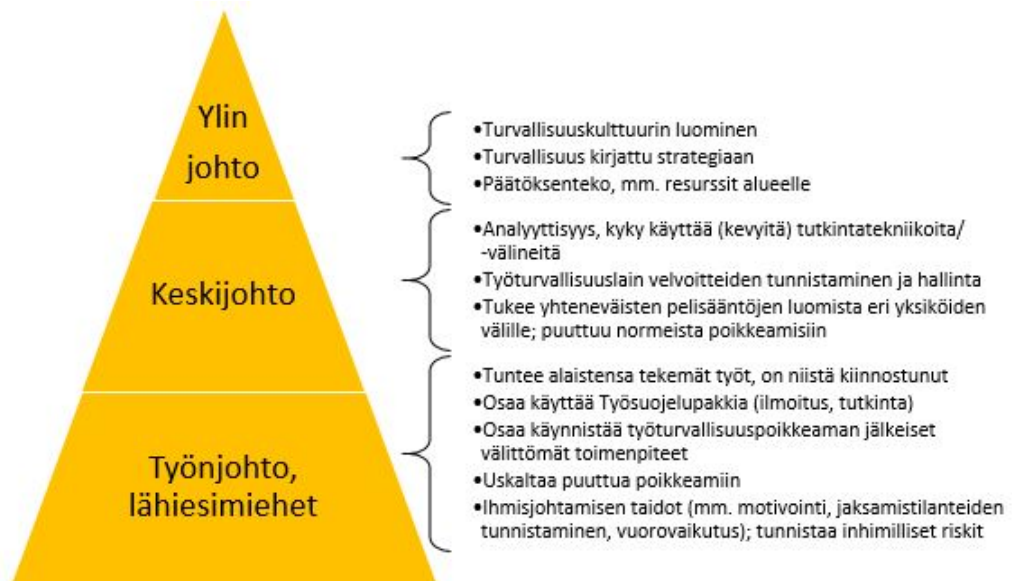 Ylin
johto
•Turvallisuuskulttuurin luominen
•Turvallisuus kirjattu strategiaan
•Päätöksenteko, mm. resurssit alueelle
Keskijohto
•Analyyttisyys, kyky käyttää (kevyitä) tutkintatekniikoita/
-välineitä
•Työturvallisuuslain velvoitteiden tunnistaminen ja hallinta
•Tukee yhteneväisten pelisääntöjen luomista eri yksiköiden
välille; puuttuu normeista poikkeamisiin
Työnjohto,
lähiesimiehet
•Tuntee alaistensa tekemät työt, on niistä kiinnostunut
•Osaa käyttää Työsuojelupakkia (ilmoitus, tutkinta)
•Osaa käynnistää työturvallisuuspoikkeaman jälkeiset
välittömät toimenpiteet
•Uskaltaa puuttua poikkeamiin
•Ihmisjohtamisen taidot (mm. motivointi, jaksamistilanteiden
tunnistaminen, vuorovaikutus); tunnistaa inhimilliset riskit